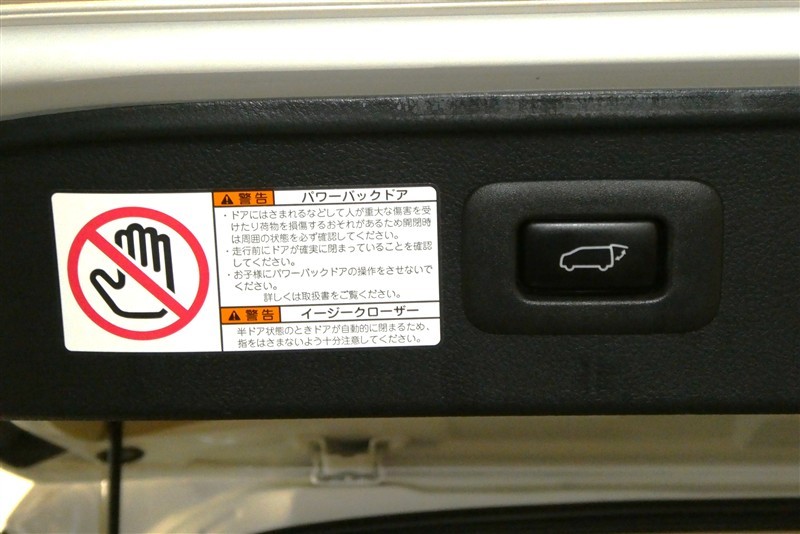 警告 パワーバックドア
・ドアにはさまれるなどして人が重大な傷害を受
けたり荷物を損傷するおそれがあるため開閉時
は周囲の状態を必ず確認してください。
・走行前にドアが確実に閉まっていることを確認
してください。
・お子様にパワーバックドアの操作をさせないで
ください。
詳しくは取扱書をご覧ください。
警告 イージークローザー
半ドア状態のときドアが自動的に閉まるため、
指をはさまないよう十分注意してください。